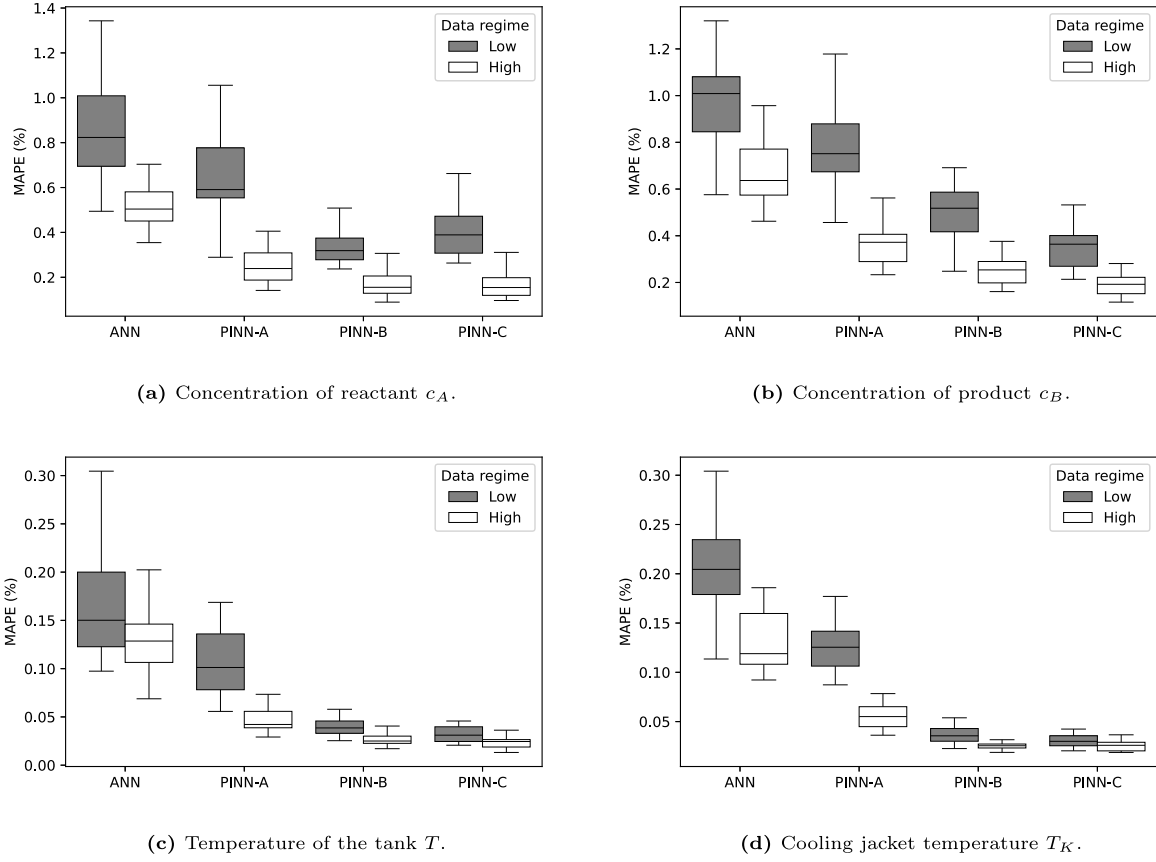 1.4
1.2
1.0
0.8
0.6
0.4
0.2
MAPE (%)
Data regime
Low
High
ANN PINN-A PINN-B PINN-C
(a) Concentration of reactant c_A.
1.2
1.0
0.8
0.6
0.4
0.2
MAPE (%)
Data regime
Low
High
ANN PINN-A PINN-B PINN-C
(b) Concentration of product c_B.
0.30
0.25
0.20
0.15
0.10
0.05
0.00
MAPE (%)
Data regime
Low
High
ANN PINN-A PINN-B PINN-C
(c) Temperature of the tank T.
0.30
0.25
0.20
0.15
0.10
0.05
MAPE (%)
Data regime
Low
High
ANN PINN-A PINN-B PINN-C
(d) Cooling jacket temperature T_K.